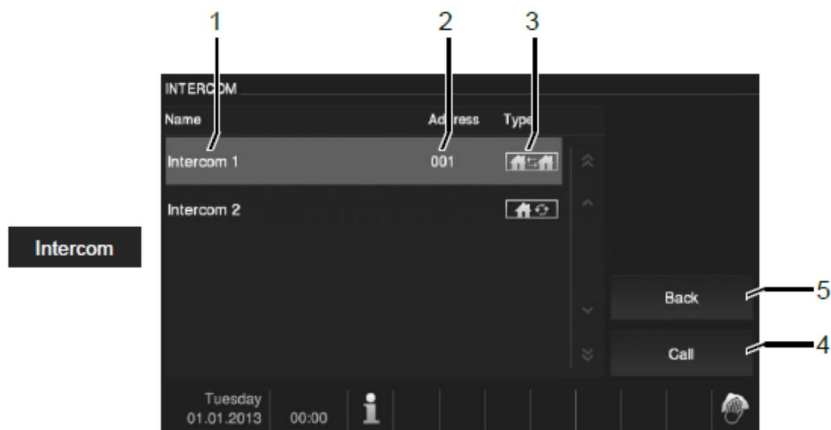 1 2 3
INTERCOM
Name Address Type
Intercom 1 001
Intercom 2
Intercom
Back 5
Call 4
Tuesday
01.01.2013 00:00